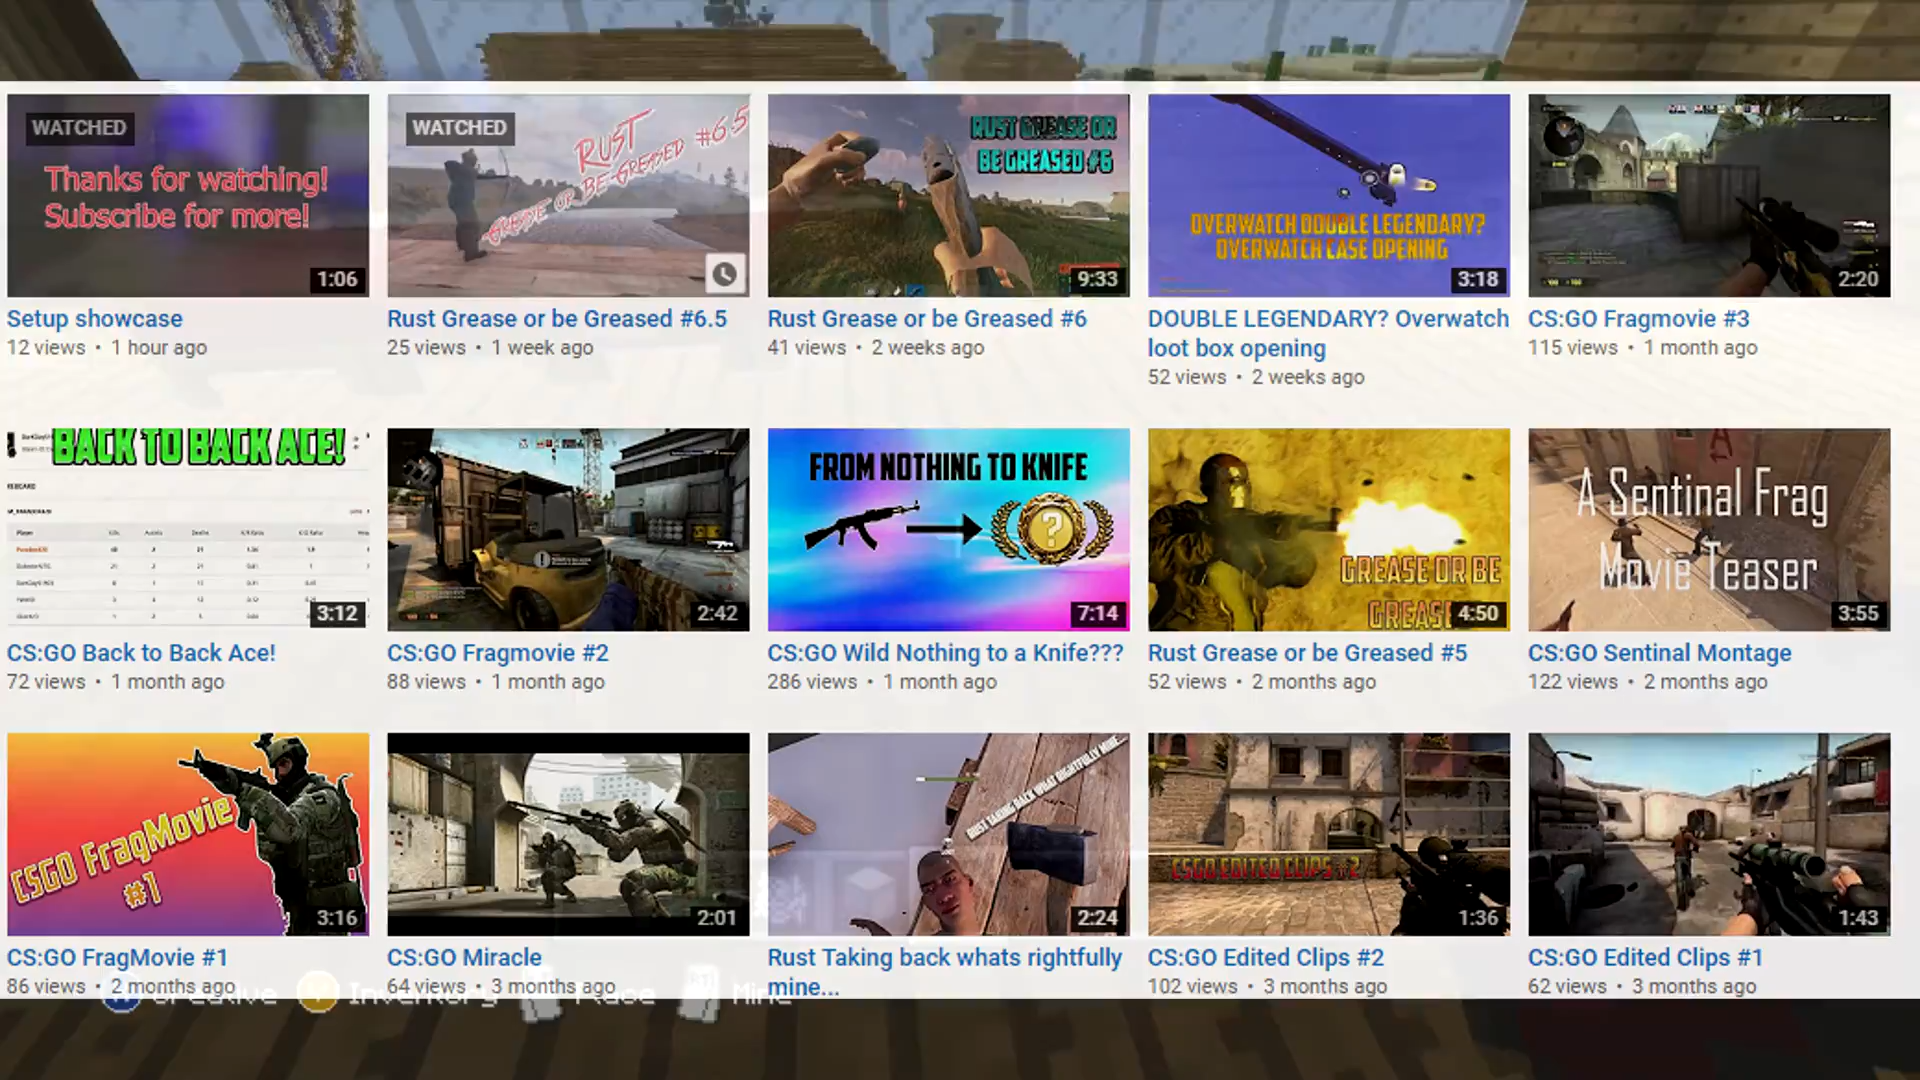 WATCHED
Thanks for watching!
Subscribe for more!
1:06
Setup showcase
12 views • 1 hour ago
WATCHED
RUST
GREASE OR BE GREASED #6.5
Rust Grease or be Greased #6.5
25 views • 1 week ago
RUST GREASE OR
BE GREASED #6
9:33
Rust Grease or be Greased #6
41 views • 2 weeks ago
OVERWATCH DOUBLE LEGENDARY?
OVERWATCH CASE OPENING
3:18
DOUBLE LEGENDARY? Overwatch
loot box opening
52 views • 2 weeks ago
2:20
CS:GO Fragmovie #3
115 views • 1 month ago
BACK TO BACK ACE!
Player
3:12
CS:GO Back to Back Ace!
72 views • 1 month ago
2:42
CS:GO Fragmovie #2
88 views • 1 month ago
FROM NOTHING TO KNIFE
?
7:14
CS:GO Wild Nothing to a Knife???
286 views • 1 month ago
GREASE OR BE
GREASE
4:50
Rust Grease or be Greased #5
52 views • 2 months ago
A
A Sentinal Frag
Movie Teaser
3:55
CS:GO Sentinal Montage
122 views • 2 months ago
CSGO FragMovie
#1
3:16
CS:GO FragMovie #1
86 views • 2 months ago
2:01
CS:GO Miracle
64 views • 3 months ago
RUST TAKING BACK WHAT RIGHTFULLY MINE...
2:24
Rust Taking back whats rightfully
mine...
CSGO EDITED CLIPS #2
1:36
CS:GO Edited Clips #2
102 views • 3 months ago
1:43
CS:GO Edited Clips #1
62 views • 3 months ago
Creative
Inventory
Place
Mine